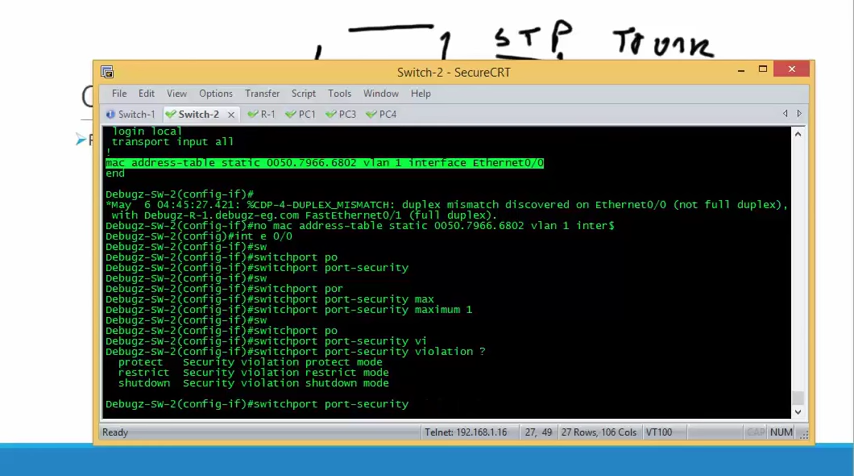 STP Trunk
Switch-2 - SecureCRT
File Edit View Options Transfer Script Tools Window Help
Switch-1 Switch-2 R-1 PC1 PC3 PC4
login local
transport input all
!
mac address-table static 0050.7966.6802 vlan 1 interface Ethernet0/0
end
Debugz-SW-2(config-if)#
*May 6 04:45:27.421: %CDP-4-DUPLEX_MISMATCH: duplex mismatch discovered on Ethernet0/0 (not full duplex),
with Debugz-R-1.debugz-eg.com FastEthernet0/1 (full duplex).
Debugz-SW-2(config-if)#no mac address-table static 0050.7966.6802 vlan 1 inter$
Debugz-SW-2(config)#int e 0/0
Debugz-SW-2(config-if)#sw
Debugz-SW-2(config-if)#switchport po
Debugz-SW-2(config-if)#switchport port-security
Debugz-SW-2(config-if)#sw
Debugz-SW-2(config-if)#switchport por
Debugz-SW-2(config-if)#switchport port-security max
Debugz-SW-2(config-if)#switchport port-security maximum 1
Debugz-SW-2(config-if)#sw
Debugz-SW-2(config-if)#switchport po
Debugz-SW-2(config-if)#switchport port-security vi
Debugz-SW-2(config-if)#switchport port-security violation ?
protect Security violation protect mode
restrict Security violation restrict mode
shutdown Security violation shutdown mode
Debugz-SW-2(config-if)#switchport port-security
Ready Telnet: 192.168.1.16 27, 49 27 Rows, 106 Cols VT100 CAP NUM